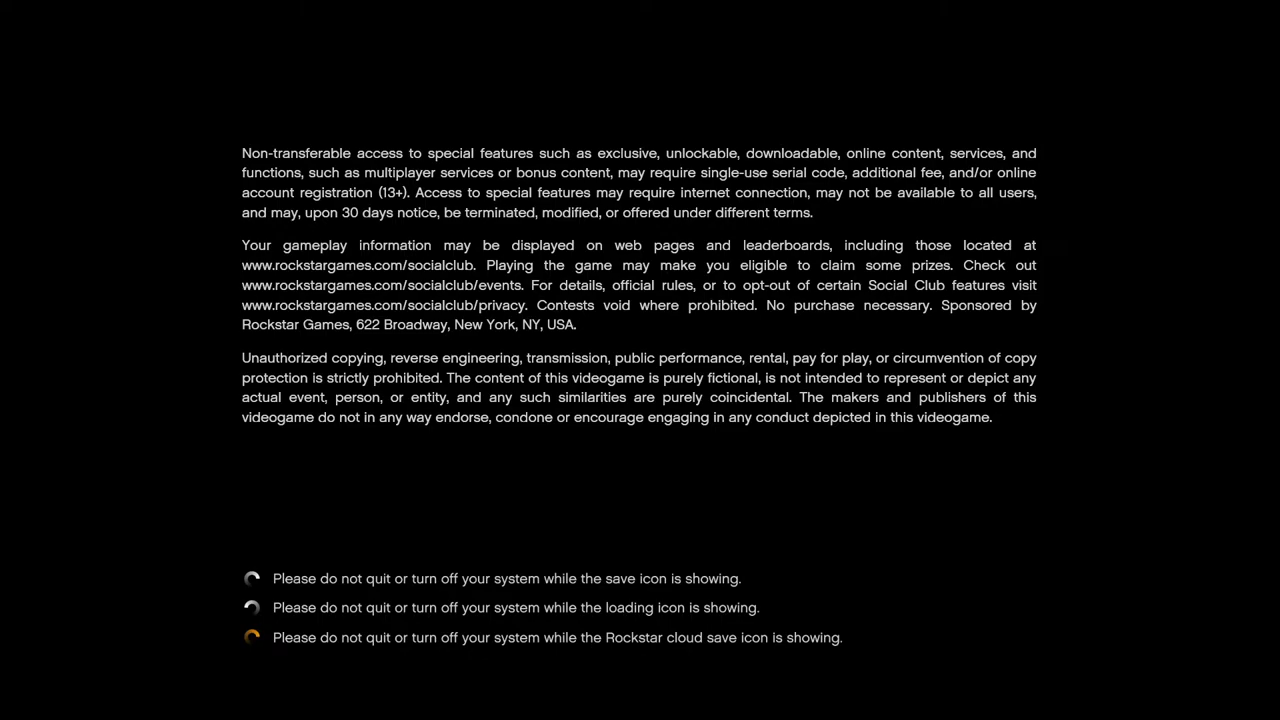 Non-transferable access to special features such as exclusive, unlockable, downloadable, online content, services, and
functions, such as multiplayer services or bonus content, may require single-use serial code, additional fee, and/or online
account registration (13+). Access to special features may require internet connection, may not be available to all users,
and may, upon 30 days notice, be terminated, modified, or offered under different terms.
Your gameplay information may be displayed on web pages and leaderboards, including those located at
www.rockstargames.com/socialclub. Playing the game may make you eligible to claim some prizes. Check out
www.rockstargames.com/socialclub/events. For details, official rules, or to opt-out of certain Social Club features visit
www.rockstargames.com/socialclub/privacy. Contests void where prohibited. No purchase necessary. Sponsored by
Rockstar Games, 622 Broadway, New York, NY, USA.
Unauthorized copying, reverse engineering, transmission, public performance, rental, pay for play, or circumvention of copy
protection is strictly prohibited. The content of this videogame is purely fictional, is not intended to represent or depict any
actual event, person, or entity, and any such similarities are purely coincidental. The makers and publishers of this
videogame do not in any way endorse, condone or encourage engaging in any conduct depicted in this videogame.
Please do not quit or turn off your system while the save icon is showing.
Please do not quit or turn off your system while the loading icon is showing.
Please do not quit or turn off your system while the Rockstar cloud save icon is showing.